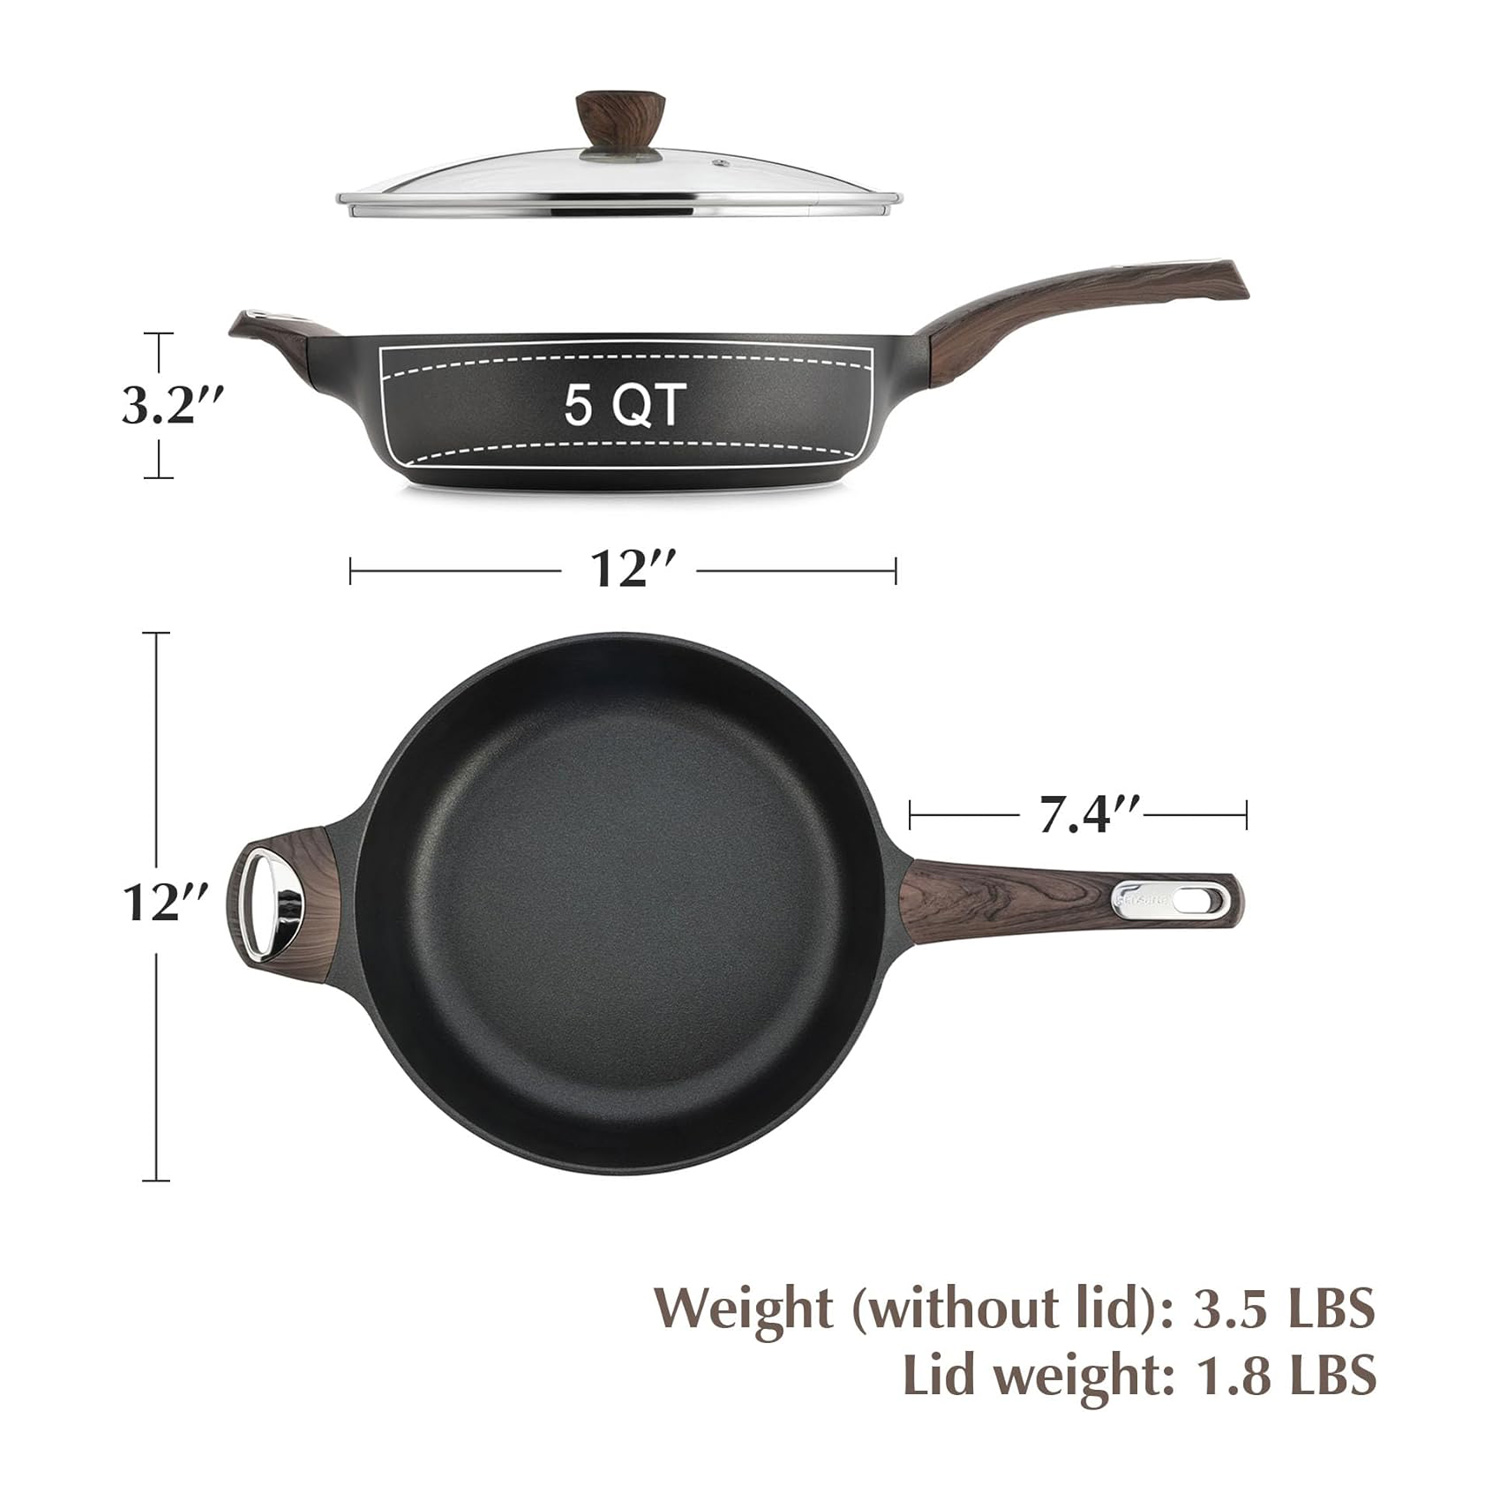 3.2″
5 QT
12″
12″
7.4″
Weight (without lid): 3.5 LBS
Lid weight: 1.8 LBS